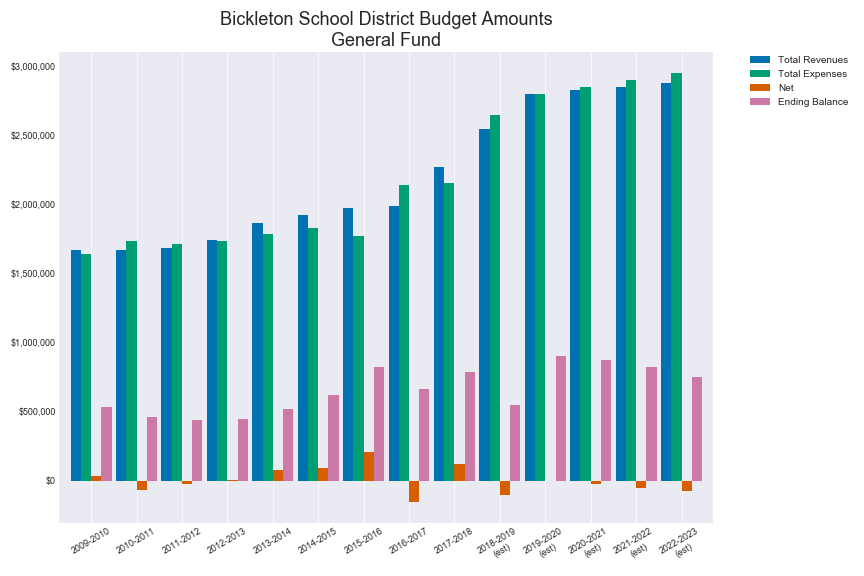 Bickleton School District Budget Amounts
General Fund
$3,000,000
$2,500,000
$2,000,000
$1,500,000
$1,000,000
$500,000
$0
2009-2010
2010-2011
2011-2012
2012-2013
2013-2014
2014-2015
2015-2016
2016-2017
2017-2018
2018-2019
(est)
2019-2020
(est)
2020-2021
(est)
2021-2022
(est)
2022-2023
(est)
Total Revenues
Total Expenses
Net
Ending Balance